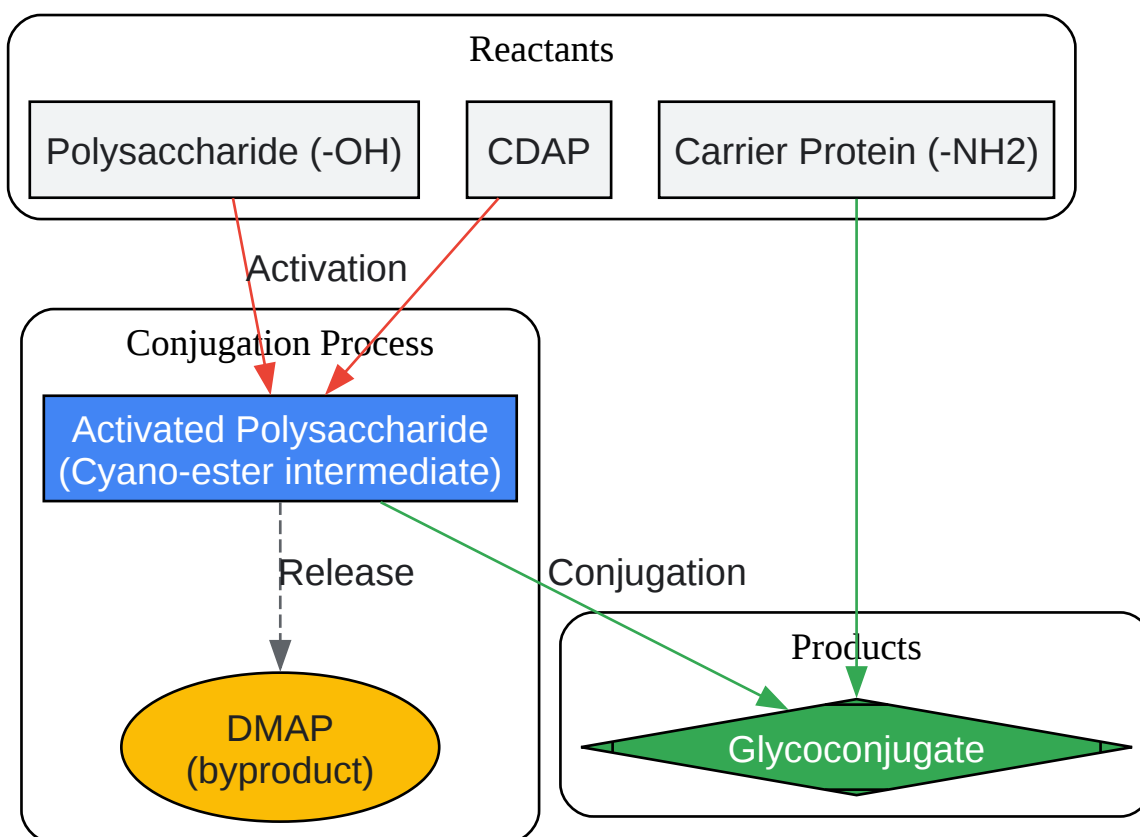 Reactants
Polysaccharide (-OH)
CDAP
Carrier Protein (-NH2)
Activation
Conjugation Process
Activated Polysaccharide
(Cyano-ester intermediate)
Release
Conjugation
Products
DMAP
(byproduct)
Glycoconjugate